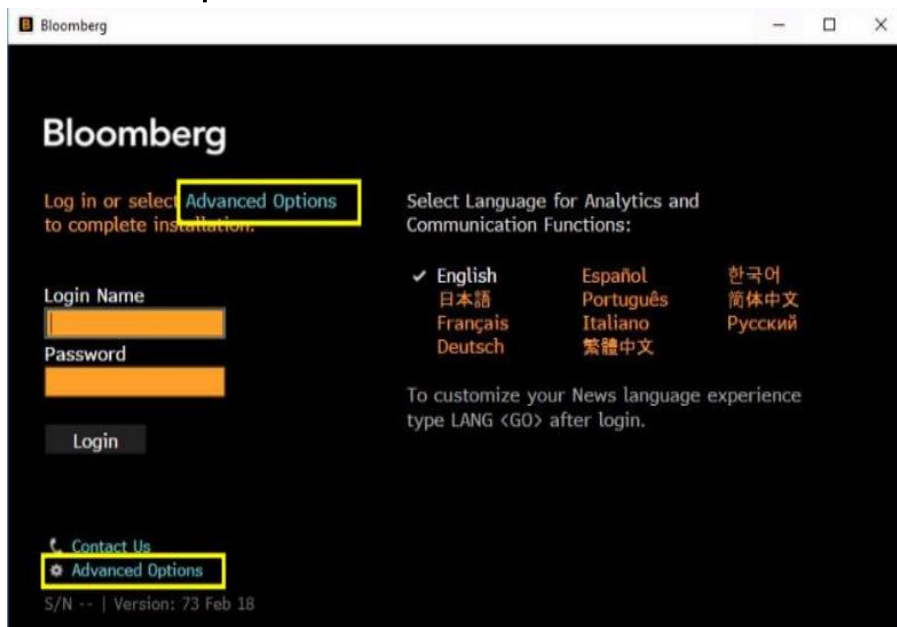 Bloomberg
Bloomberg
Log in or select Advanced Options
to complete installation.
Login Name
Password
Login
Contact Us
Advanced Options
S/N -- | Version: 73 Feb 18
Select Language for Analytics and
Communication Functions:
✓ English Español 한국어
日本語 Português 简体中文
Français Italiano Русский
Deutsch 繁體中文
To customize your News language experience
type LANG <GO> after login.